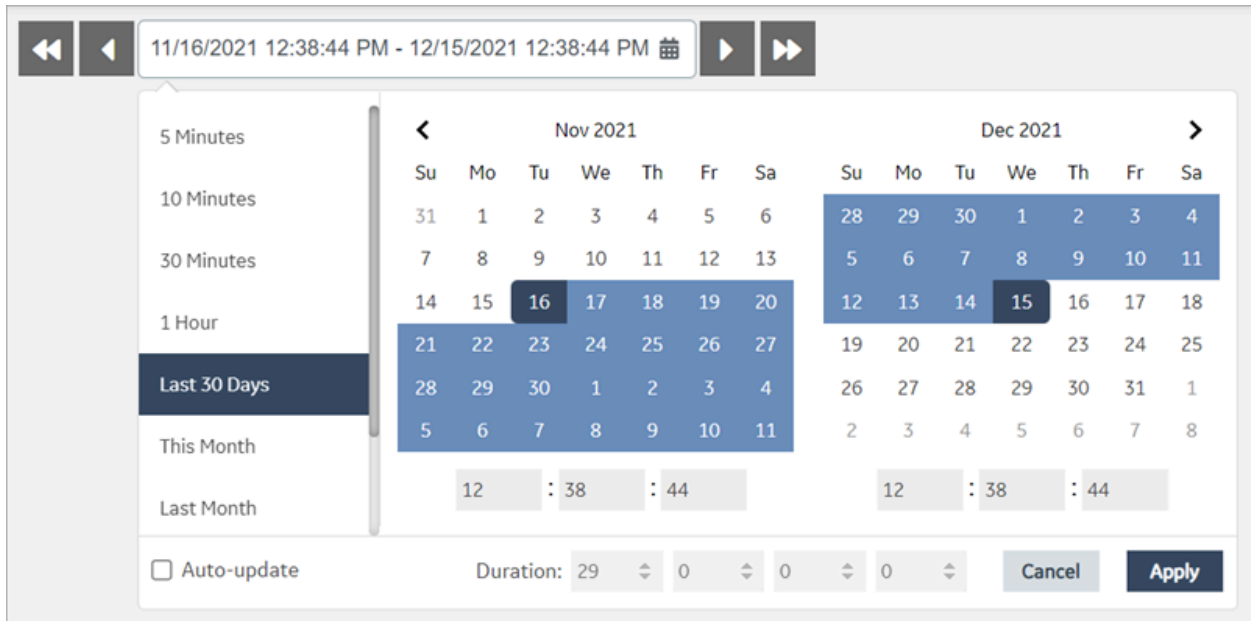 11/16/2021 12:38:44 PM - 12/15/2021 12:38:44 PM
5 Minutes
10 Minutes
30 Minutes
1 Hour
Last 30 Days
This Month
Last Month
Nov 2021
Su Mo Tu We Th Fr Sa
31 1 2 3 4 5 6
7 8 9 10 11 12 13
14 15 16 17 18 19 20
21 22 23 24 25 26 27
28 29 30 1 2 3 4
5 6 7 8 9 10 11
12 : 38 : 44
Dec 2021
Su Mo Tu We Th Fr Sa
28 29 30 1 2 3 4
5 6 7 8 9 10 11
12 13 14 15 16 17 18
19 20 21 22 23 24 25
26 27 28 29 30 31 1
2 3 4 5 6 7 8
12 : 38 : 44
Auto-update
Duration: 29 0 0 0
Cancel
Apply